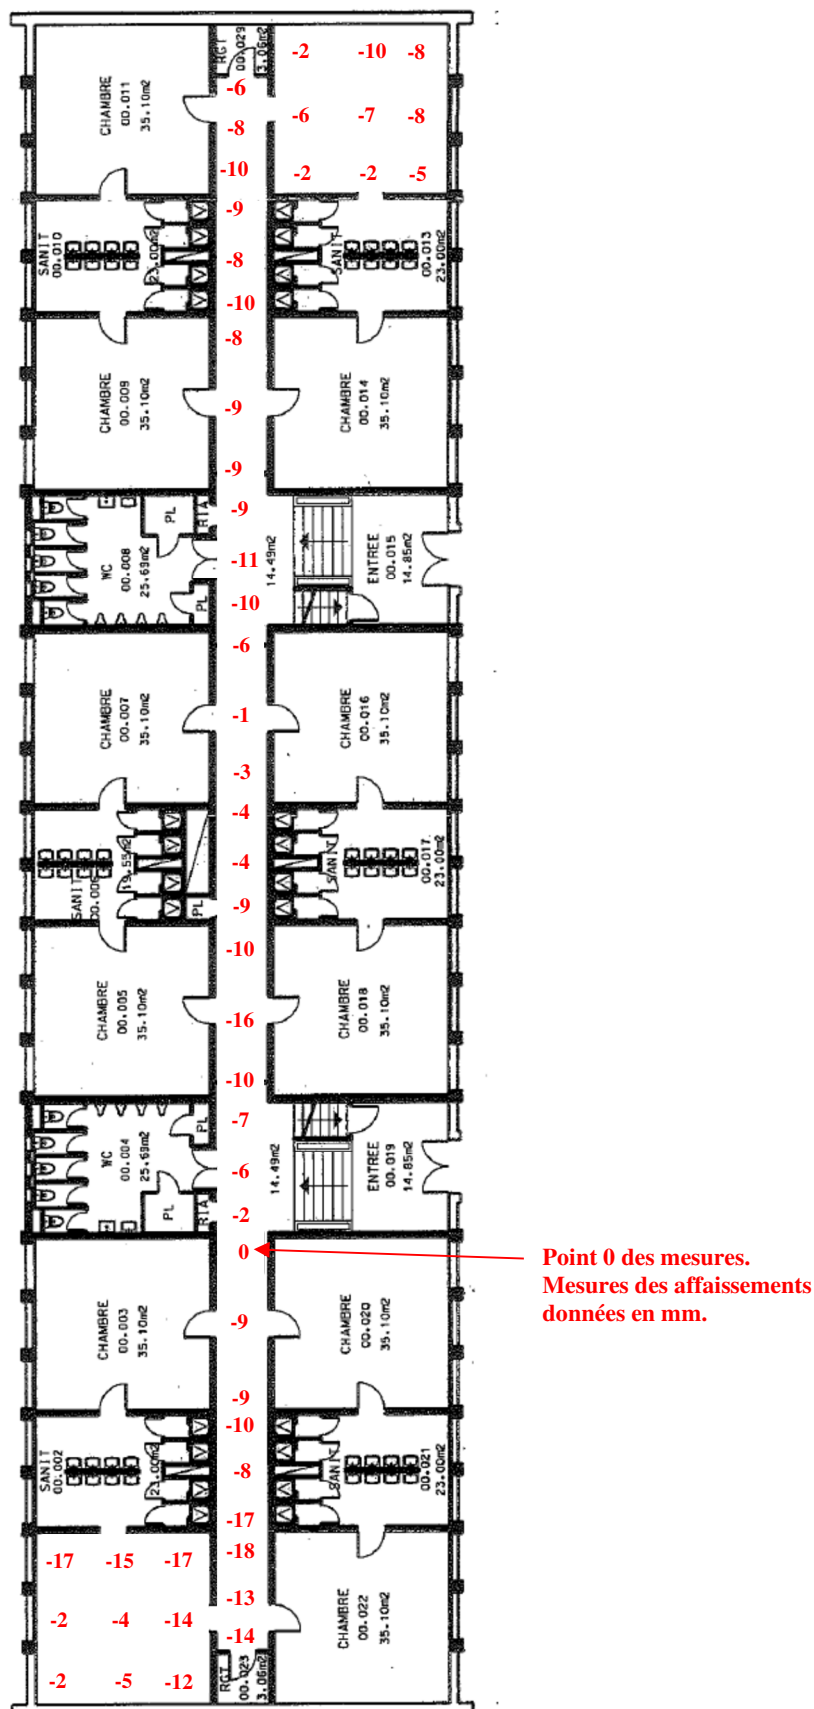 RGT
00.029
3.06m2
-2 -10 -8
-6
CHAMBRE
00.011
35.10m2
-8
-6 -7 -8
-10
-2 -2 -5
-9
SANIT
00.010
23.00m2
-8
SANIT
00.013
23.00m2
-10
-8
CHAMBRE
00.009
35.10m2
-9
CHAMBRE
00.014
35.10m2
-9
-9
PL
RIA
WC
00.008
25.69m2
-11
14.49m2
ENTREE
00.015
14.85m2
PL
-10
-6
CHAMBRE
00.007
35.10m2
-1
CHAMBRE
00.016
35.10m2
-3
-4
SANIT
00.006
19.55m2
-4
SANIT
00.017
23.00m2
PL
-9
-10
CHAMBRE
00.005
35.10m2
-16
CHAMBRE
00.018
35.10m2
-10
-7
PL
WC
00.004
25.69m2
-6
14.49m2
ENTREE
00.019
14.85m2
PL
RIA
-2
0
Point 0 des mesures.
Mesures des affaissements
données en mm.
CHAMBRE
00.003
35.10m2
-9
CHAMBRE
00.020
35.10m2
-9
-10
SANIT
00.002
23.00m2
-8
SANIT
00.021
23.00m2
-17
-18
-17 -15 -17
-13
CHAMBRE
00.022
35.10m2
-2 -4 -14
-14
-2 -5 -12
RGT
00.023
3.06m2